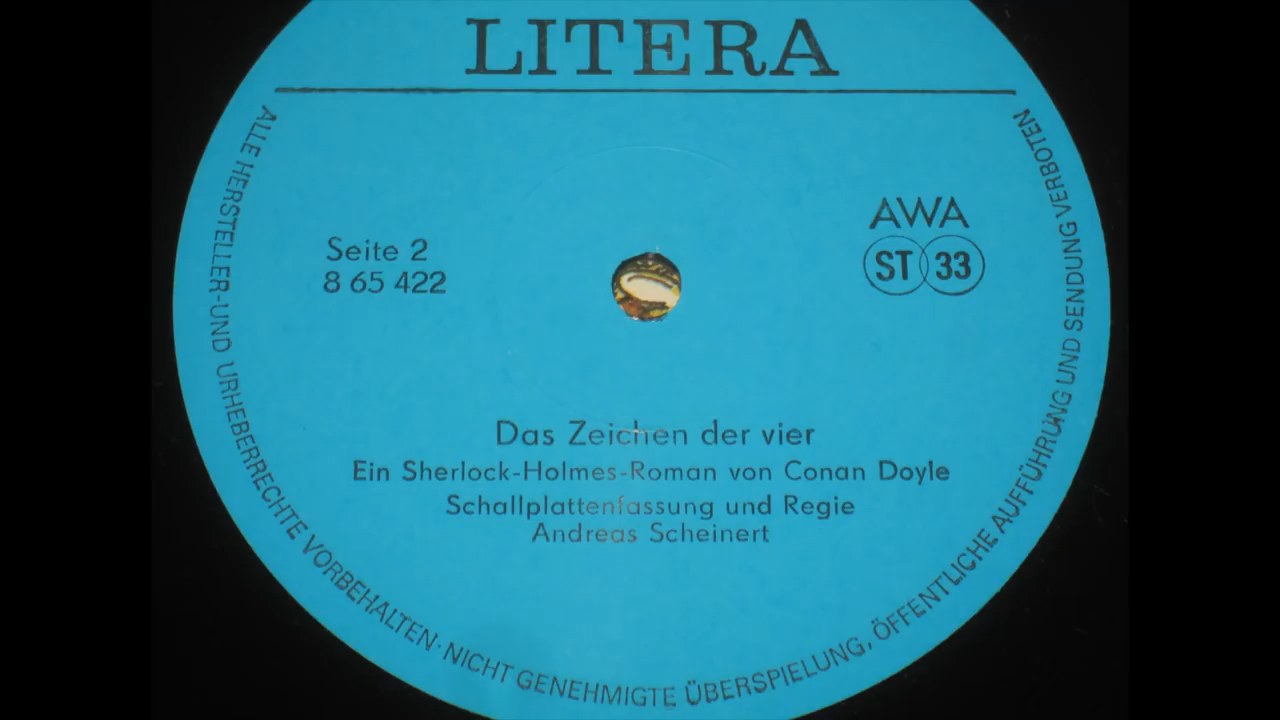 LITERA
Seite 2
8 65 422
AWA
ST 33
Das Zeichen der vier
Ein Sherlock-Holmes-Roman von Conan Doyle
Schallplattenfassung und Regie
Andreas Scheinert
ALLE HERSTELLER-UND URHEBERRECHTE VORBEHALTEN · NICHT GENEHMIGTE ÜBERSPIELUNG, ÖFFENTLICHE AUFFÜHRUNG UND SENDUNG VERBOTEN